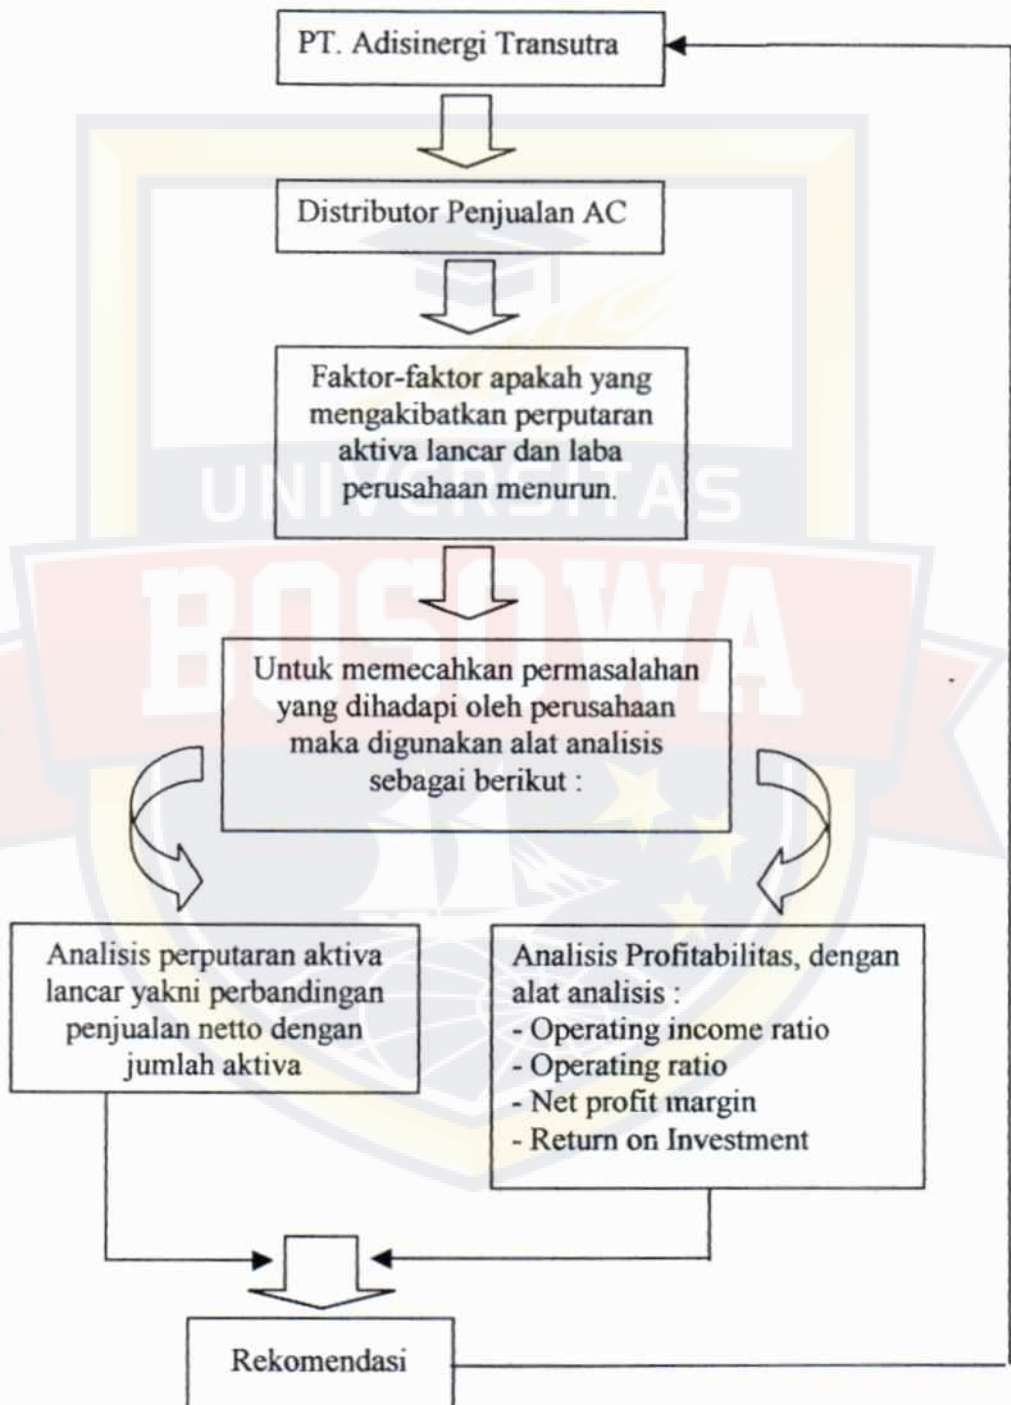 PT. Adisinergi Transutra
Distributor Penjualan AC
Faktor-faktor apakah yang
mengakibatkan perputaran
aktiva lancar dan laba
perusahaan menurun.
UNIVERSITAS
BOSOWA
Untuk memecahkan permasalahan
yang dihadapi oleh perusahaan
maka digunakan alat analisis
sebagai berikut :
Analisis perputaran aktiva
lancar yakni perbandingan
penjualan netto dengan
jumlah aktiva
Analisis Profitabilitas, dengan
alat analisis :
- Operating income ratio
- Operating ratio
- Net profit margin
- Return on Investment
Rekomendasi